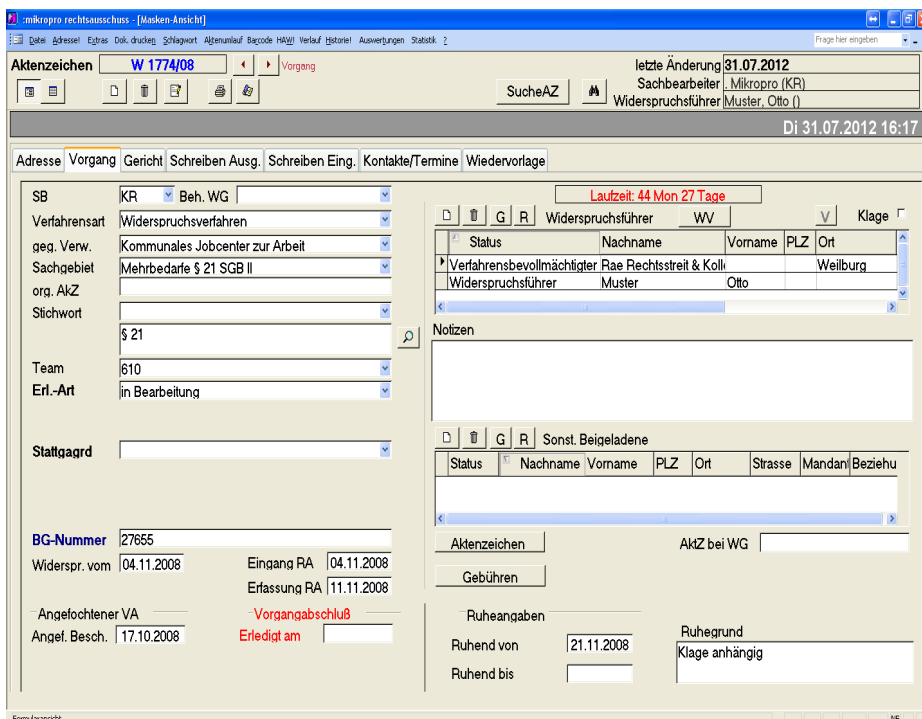 :mikropro rechtsausschuss - [Masken-Ansicht]
Datei Adresse! Extras Dok. drucken Schlagwort Aktenumlauf Barcode HAW! Verlauf Historie! Auswertungen Statistik ? Frage hier eingeben
Aktenzeichen W 1774/08 Vorgang letzte Änderung 31.07.2012
Sachbearbeiter . Mikropro (KR)
SucheAZ Widerspruchsführer Muster, Otto ()
Di 31.07.2012 16:17
Adresse Vorgang Gericht Schreiben Ausg. Schreiben Eing. Kontakte/Termine Wiedervorlage
SB KR Beh. WG Laufzeit: 44 Mon 27 Tage
Verfahrensart Widerspruchsverfahren G R Widerspruchsführer WV V Klage
geg. Verw. Kommunales Jobcenter zur Arbeit Status Nachname Vorname PLZ Ort
Sachgebiet Mehrbedarfe § 21 SGB II Verfahrensbevollmächtigter Rae Rechtsstreit & Koll Weilburg
org. AkZ Widerspruchsführer Muster Otto
Stichwort
§ 21 Notizen
Team 610
Erl.-Art in Bearbeitung
G R Sonst. Beigeladene
Stattgagrd Status Nachname Vorname PLZ Ort Strasse Mandant Beziehu
BG-Nummer 27655 Aktenzeichen AktZ bei WG
Widerspr. vom 04.11.2008 Eingang RA 04.11.2008
Gebühren
Erfassung RA 11.11.2008
Angefochtener VA Vorgangabschluß Ruheangaben
Angef. Besch. 17.10.2008 Erledigt am Ruhend von 21.11.2008 Ruhegrund
Klage anhängig
Ruhend bis
Formularansicht NF